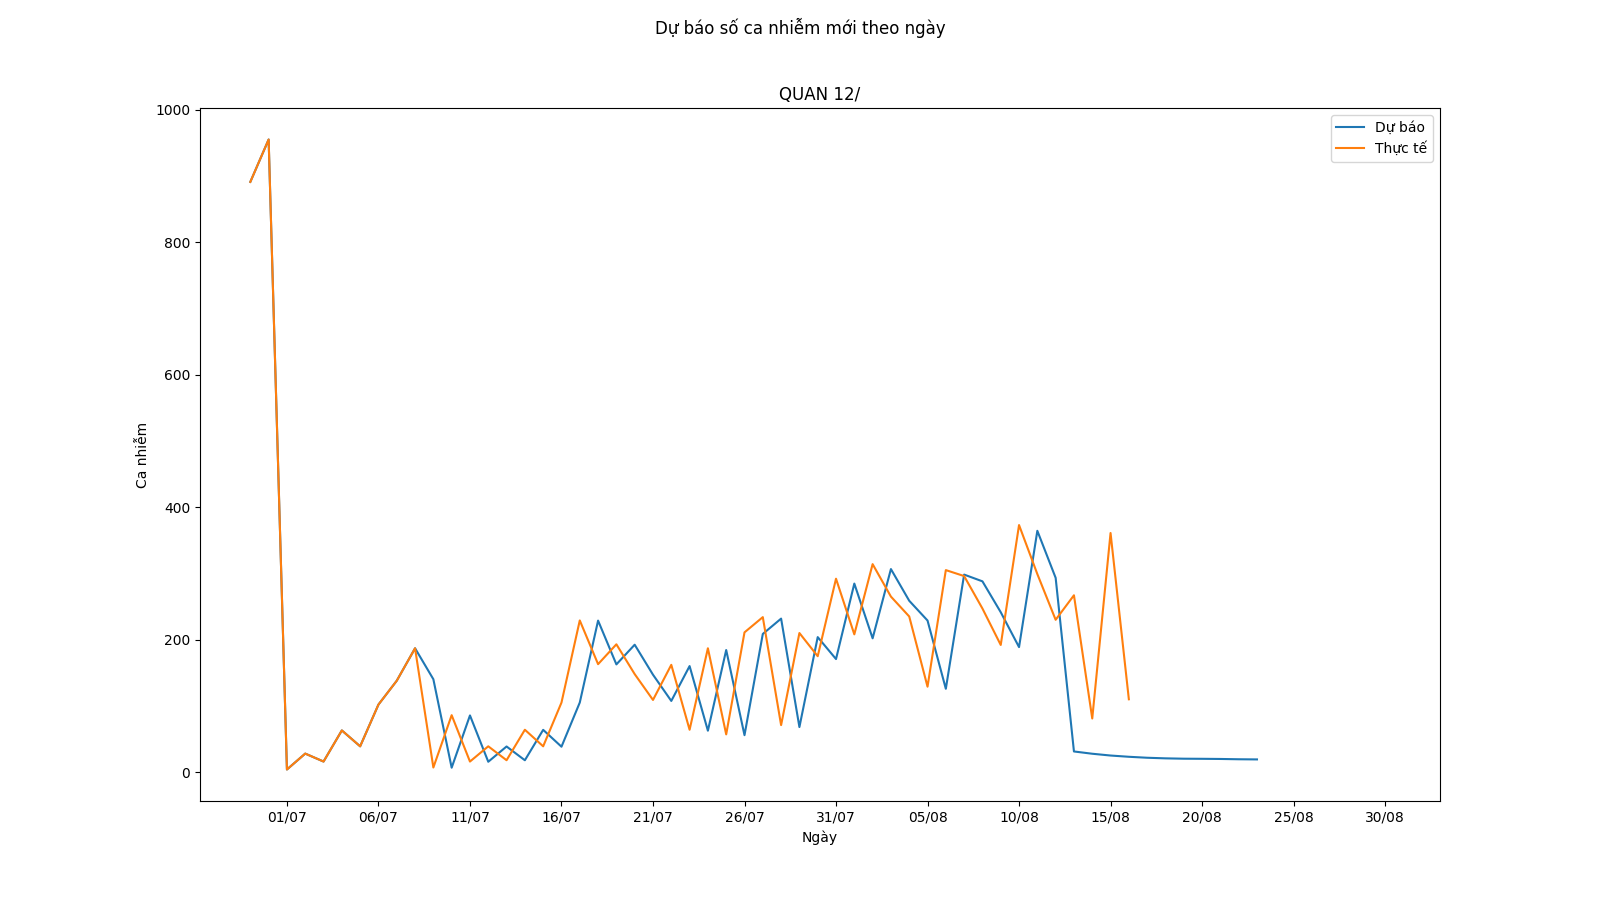 Dự báo số ca nhiễm mới theo ngày
QUAN 12/
Dự báo
Thực tế
1000
800
600
400
200
0
Ca nhiễm
01/07 06/07 11/07 16/07 21/07 26/07 31/07 05/08 10/08 15/08 20/08 25/08 30/08
Ngày